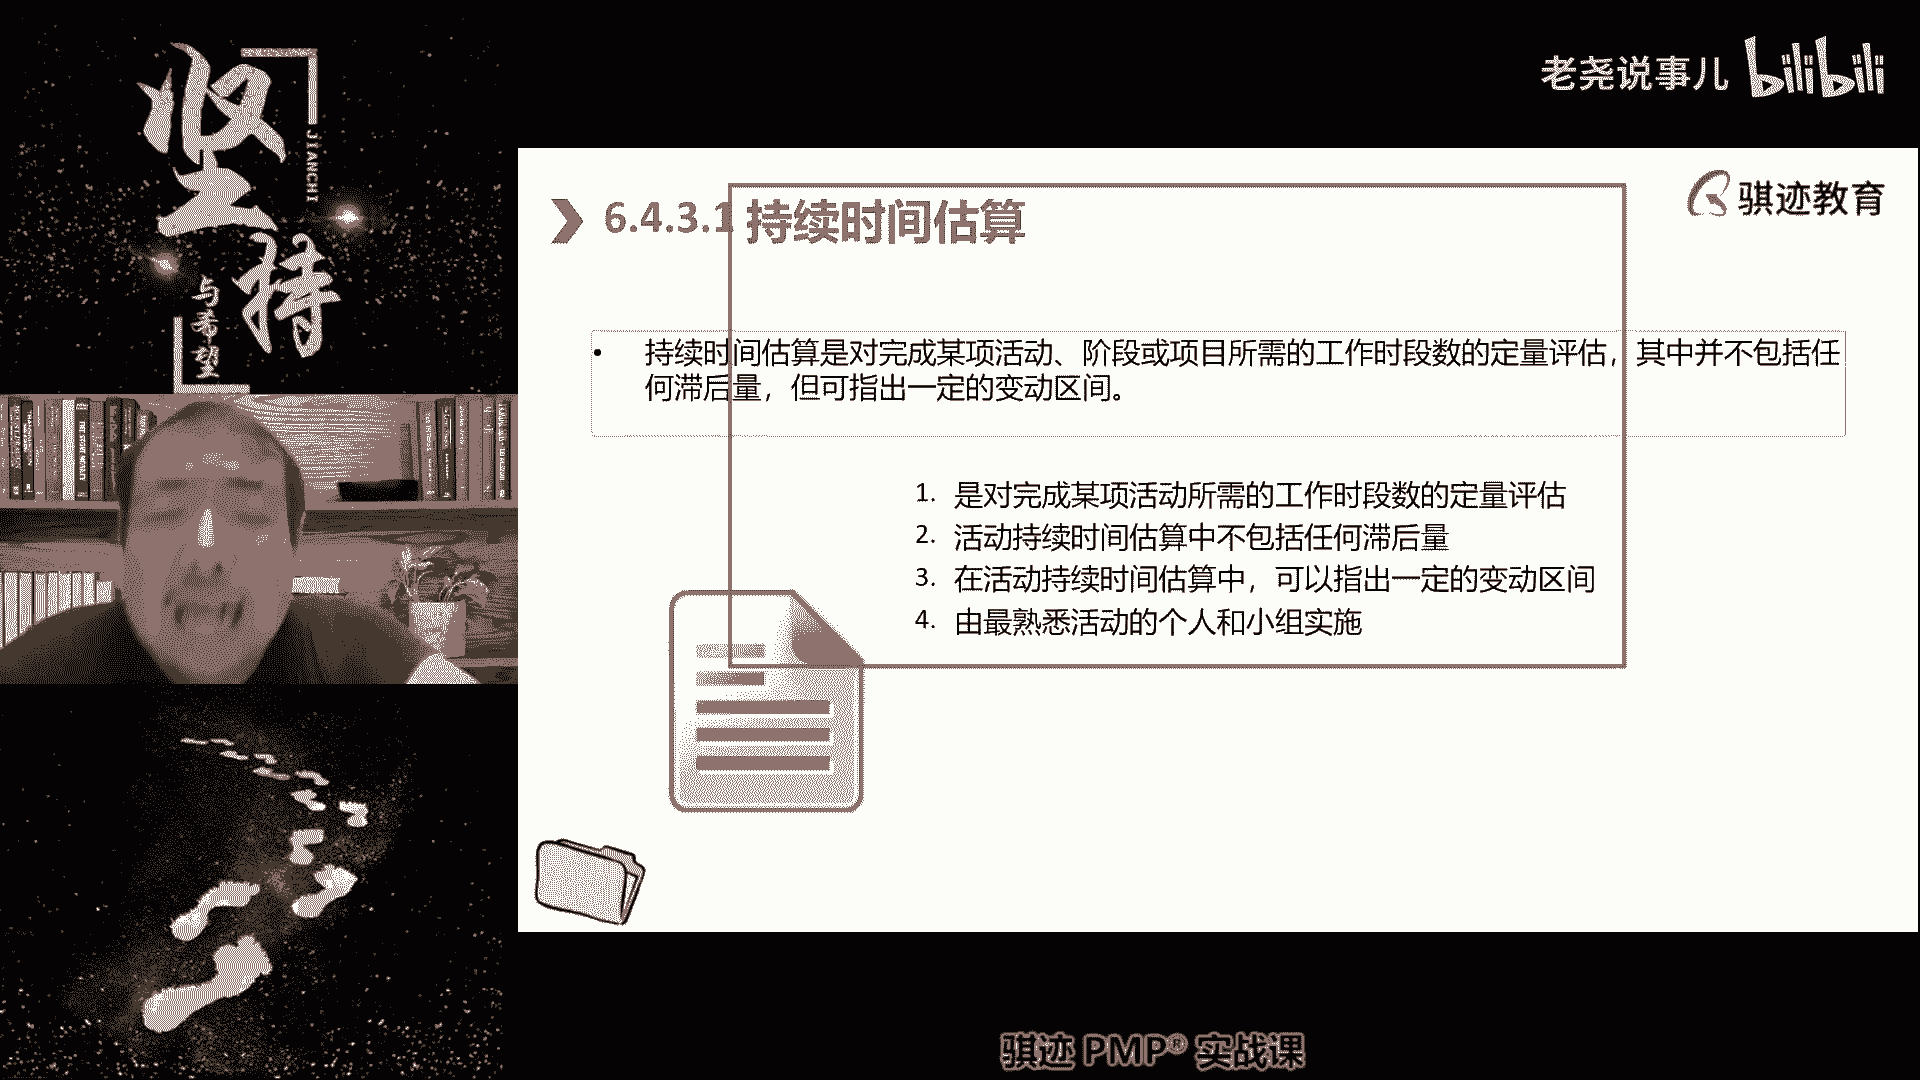 坚持
JIANCHI
与希望
老尧说事儿 bilibili
骐迹教育
6.4.3.1 持续时间估算
• 持续时间估算是对完成某项活动、阶段或项目所需的工作时段数的定量评估，其中并不包括任
何滞后量，但可指出一定的变动区间。
1. 是对完成某项活动所需的工作时段数的定量评估
2. 活动持续时间估算中不包括任何滞后量
3. 在活动持续时间估算中，可以指出一定的变动区间
4. 由最熟悉活动的个人和小组实施
骐迹 PMP® 实战课